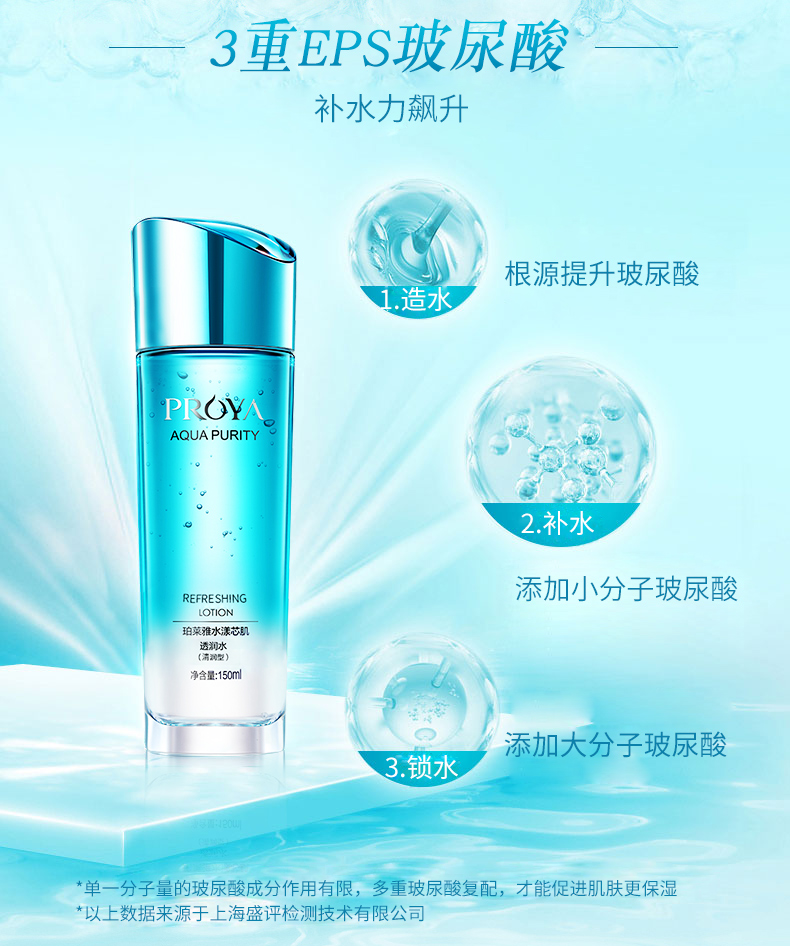 3重EPS玻尿酸
补水力飙升
1.造水
根源提升玻尿酸
PROYA
AQUA PURITY
2.补水
添加小分子玻尿酸
REFRESHING
LOTION
珀莱雅水漾芯肌
透润水
(清润型)
净含量:150ml
3.锁水
添加大分子玻尿酸
*单一分子量的玻尿酸成分作用有限，多重玻尿酸复配，才能促进肌肤更保湿
*以上数据来源于上海盛评检测技术有限公司